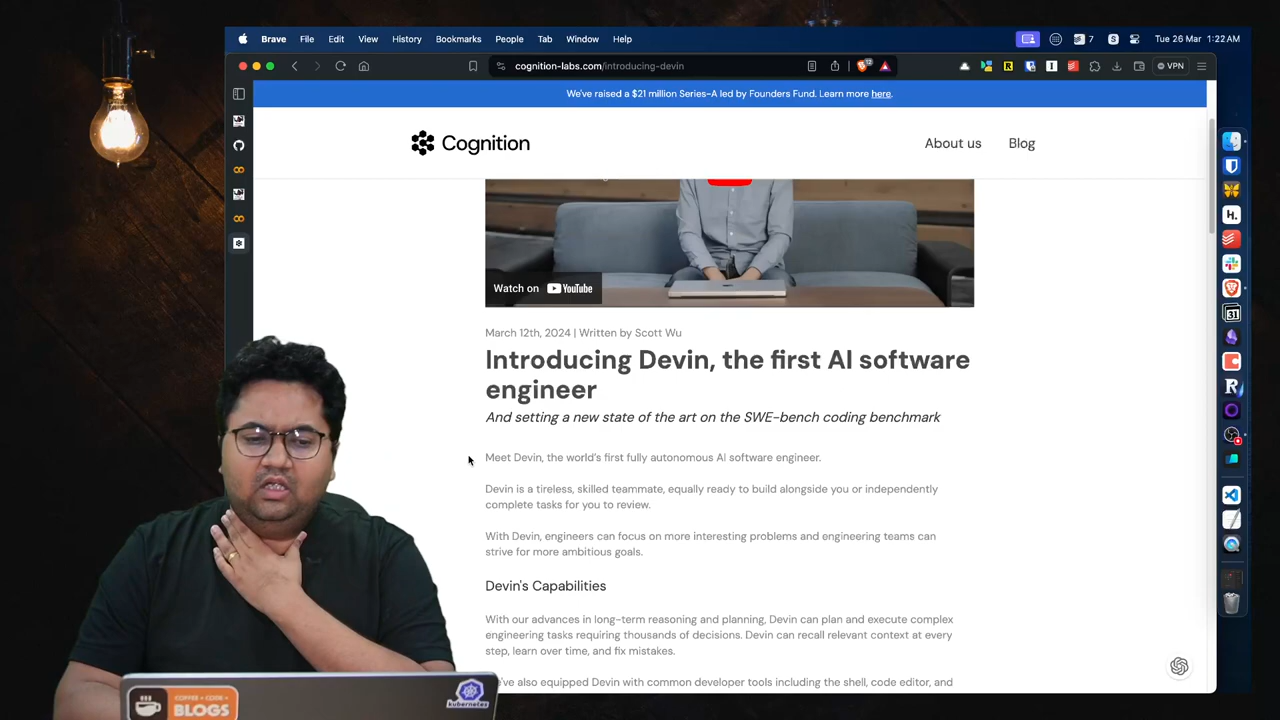 Brave File Edit View History Bookmarks People Tab Window Help 7 Tue 26 Mar 1:22 AM
cognition-labs.com/introducing-devin VPN
We've raised a $21 million Series-A led by Founders Fund. Learn more here.
Cognition About us Blog
Watch on YouTube
March 12th, 2024 | Written by Scott Wu
Introducing Devin, the first AI software
engineer
And setting a new state of the art on the SWE-bench coding benchmark
Meet Devin, the world's first fully autonomous AI software engineer.
Devin is a tireless, skilled teammate, equally ready to build alongside you or independently
complete tasks for you to review.
With Devin, engineers can focus on more interesting problems and engineering teams can
strive for more ambitious goals.
Devin's Capabilities
With our advances in long-term reasoning and planning, Devin can plan and execute complex
engineering tasks requiring thousands of decisions. Devin can recall relevant context at every
step, learn over time, and fix mistakes.
also equipped Devin with common developer tools including the shell, code editor, and
COFFEE + CODE +
BLOGS
kubernetes